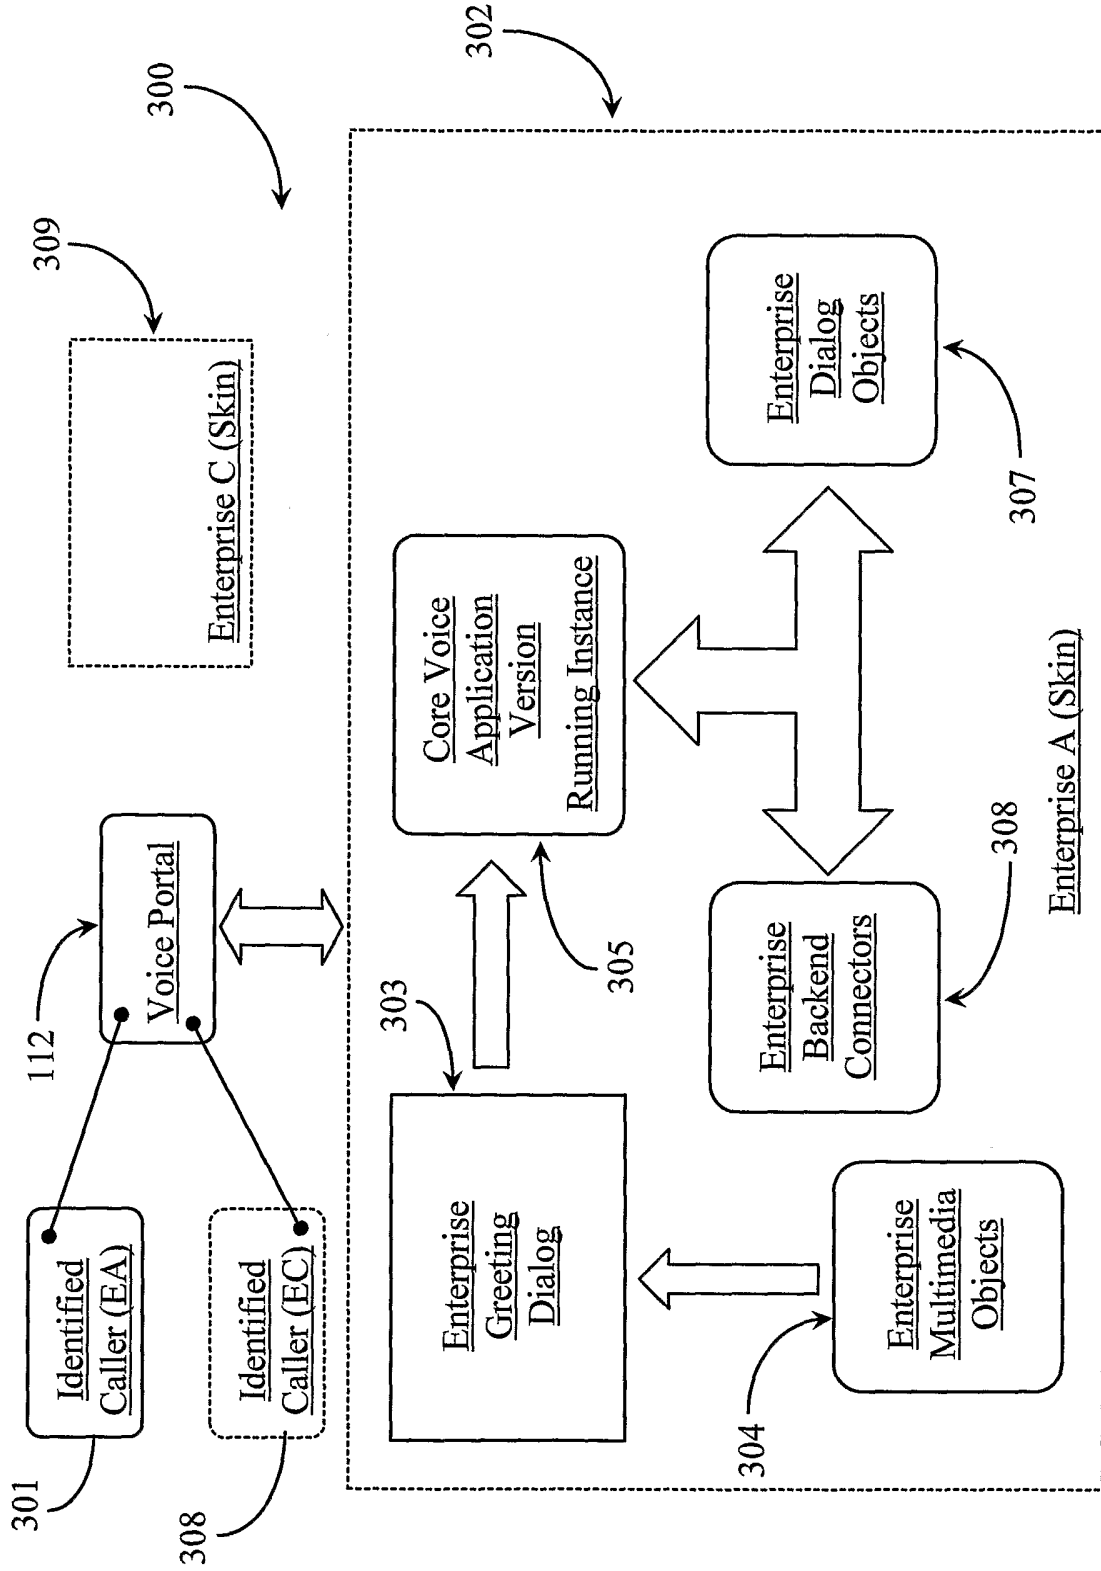 301
Identified
Caller (EA)
308
Identified
Caller (EC)
112
Voice Portal
309
Enterprise C (Skin)
300
302
303
Enterprise
Greeting
Dialog
305
Core Voice
Application
Version
Running Instance
304
Enterprise
Multimedia
Objects
Enterprise
Backend
Connectors
308
Enterprise
Dialog
Objects
307
Enterprise A (Skin)